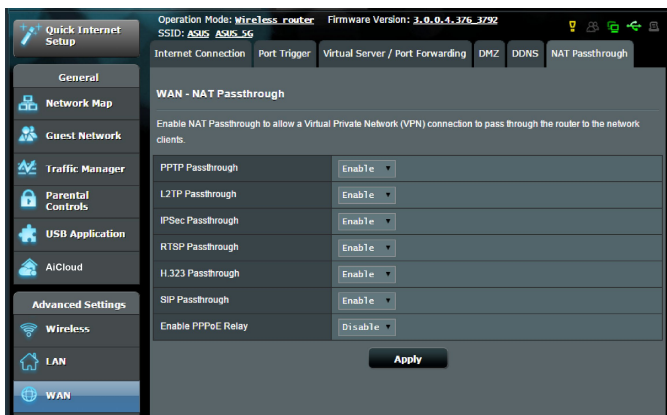 Quick Internet
Setup
Operation Mode: Wireless router Firmware Version: 3.0.0.4.376_3792
SSID: ASUS ASUS_5G
Internet Connection Port Trigger Virtual Server / Port Forwarding DMZ DDNS NAT Passthrough
General
Network Map
Guest Network
Traffic Manager
Parental
Controls
USB Application
AiCloud
Advanced Settings
Wireless
LAN
WAN
WAN - NAT Passthrough
Enable NAT Passthrough to allow a Virtual Private Network (VPN) connection to pass through the router to the network
clients.
PPTP Passthrough Enable
L2TP Passthrough Enable
IPSec Passthrough Enable
RTSP Passthrough Enable
H.323 Passthrough Enable
SIP Passthrough Enable
Enable PPPoE Relay Disable
Apply